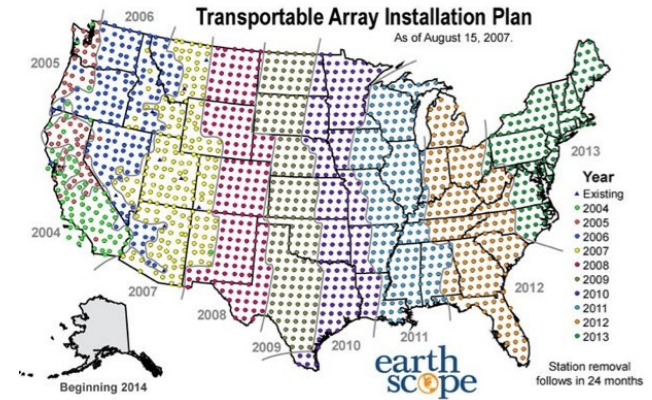 Transportable Array Installation Plan
As of August 15, 2007.
2006
2005
2013
Year
Existing
2004
2005
2006
2007
2008
2009
2010
2011
2012
2013
2004
2012
2007
2008
2009
2010
2011
earth
scope
Beginning 2014
Station removal
follows in 24 months